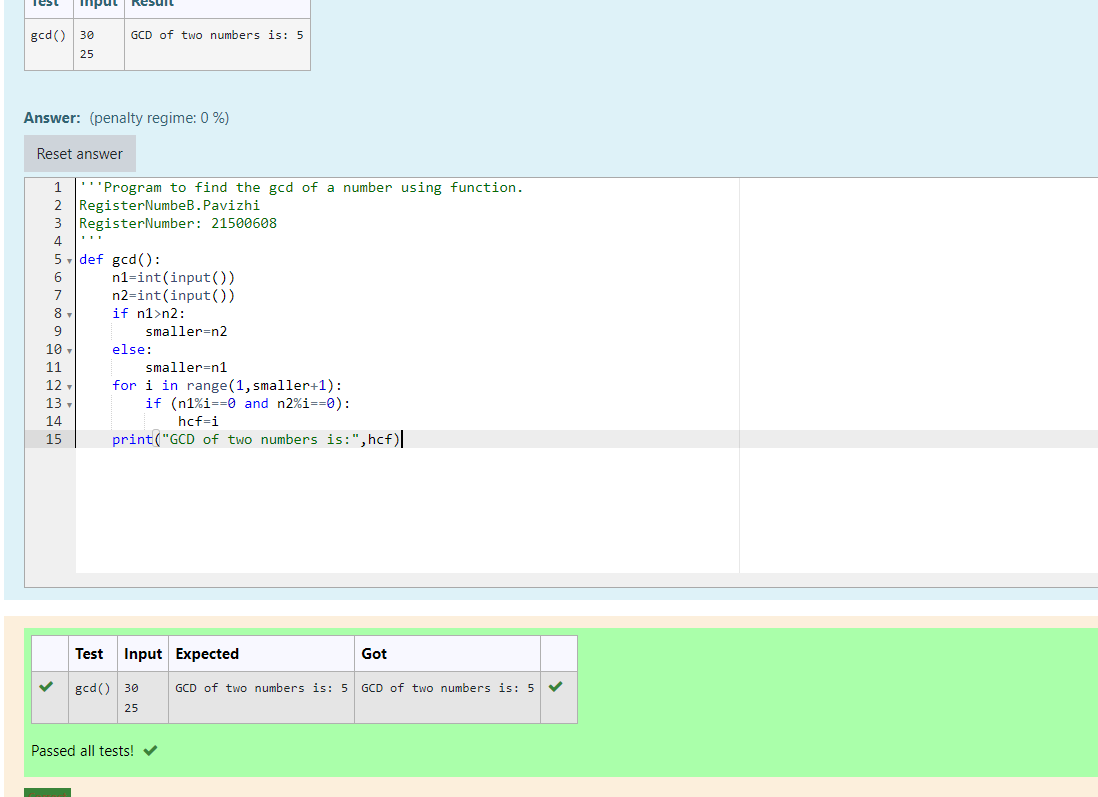 Test Input Result
gcd() 30 GCD of two numbers is: 5
25
Answer: (penalty regime: 0 %)
Reset answer
1 '''Program to find the gcd of a number using function.
2 RegisterNumbeB.Pavizhi
3 RegisterNumber: 21500608
4 '''
5 def gcd():
6     n1=int(input())
7     n2=int(input())
8     if n1>n2:
9         smaller=n2
10     else:
11         smaller=n1
12     for i in range(1,smaller+1):
13         if (n1%i==0 and n2%i==0):
14             hcf=i
15     print("GCD of two numbers is:",hcf)
Test Input Expected Got
gcd() 30 GCD of two numbers is: 5 GCD of two numbers is: 5
25
Passed all tests!